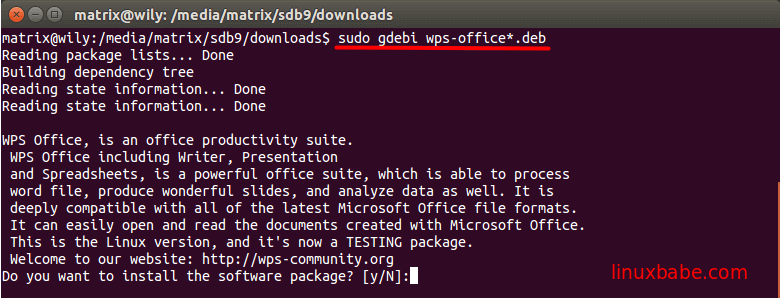 matrix@wily: /media/matrix/sdb9/downloads
matrix@wily:/media/matrix/sdb9/downloads$ sudo gdebi wps-office*.deb
Reading package lists... Done
Building dependency tree
Reading state information... Done
Reading state information... Done
WPS Office, is an office productivity suite.
WPS Office including Writer, Presentation
and Spreadsheets, is a powerful office suite, which is able to process
word file, produce wonderful slides, and analyze data as well. It is
deeply compatible with all of the latest Microsoft Office file formats.
It can easily open and read the documents created with Microsoft Office.
This is the Linux version, and it's now a TESTING package.
Welcome to our website: http://wps-community.org
Do you want to install the software package? [y/N]:
linuxbabe.com